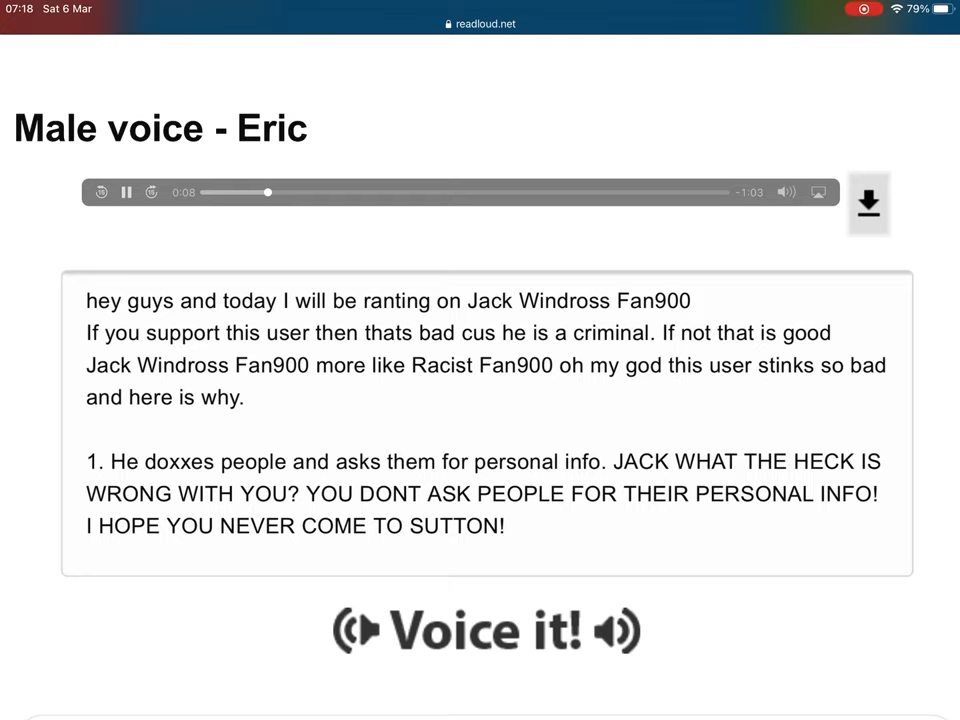 07:18 Sat 6 Mar
79%
readloud.net
Male voice - Eric
15 15 0:08 -1:03
hey guys and today I will be ranting on Jack Windross Fan900
If you support this user then thats bad cus he is a criminal. If not that is good
Jack Windross Fan900 more like Racist Fan900 oh my god this user stinks so bad
and here is why.
1. He doxxes people and asks them for personal info. JACK WHAT THE HECK IS
WRONG WITH YOU? YOU DONT ASK PEOPLE FOR THEIR PERSONAL INFO!
I HOPE YOU NEVER COME TO SUTTON!
Voice it!